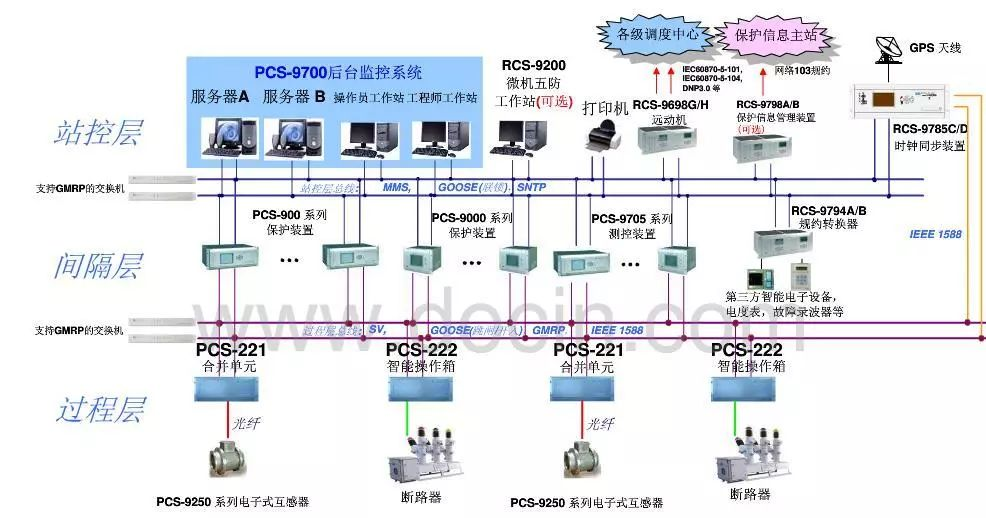 各级调度中心
保护信息主站
GPS 天线
PCS-9700后台监控系统
RCS-9200
微机五防
工作站(可选)
IEC60870-5-101,
IEC60870-5-104,
DNP3.0 等
网络103规约
服务器A
服务器 B
操作员工作站
工程师工作站
打印机
RCS-9698G/H
远动机
RCS-9798A/B
保护信息管理装置
(可选)
RCS-9785C/D
时钟同步装置
站控层
支持GMRP的交换机
站控层总线:
MMS,
GOOSE(联锁),
SNTP
PCS-900 系列
保护装置
PCS-9000 系列
保护装置
PCS-9705 系列
测控装置
RCS-9794A/B
规约转换器
IEEE 1588
间隔层
...
...
...
第三方智能电子设备,
电度表, 故障录波器等
www.docin.com
支持GMRP的交换机
过程层总线:
SV,
GOOSE(跳闸出入)
GMRP
IEEE 1588
PCS-221
合并单元
PCS-222
智能操作箱
PCS-221
合并单元
PCS-222
智能操作箱
过程层
光纤
光纤
PCS-9250 系列电子式互感器
断路器
PCS-9250 系列电子式互感器
断路器